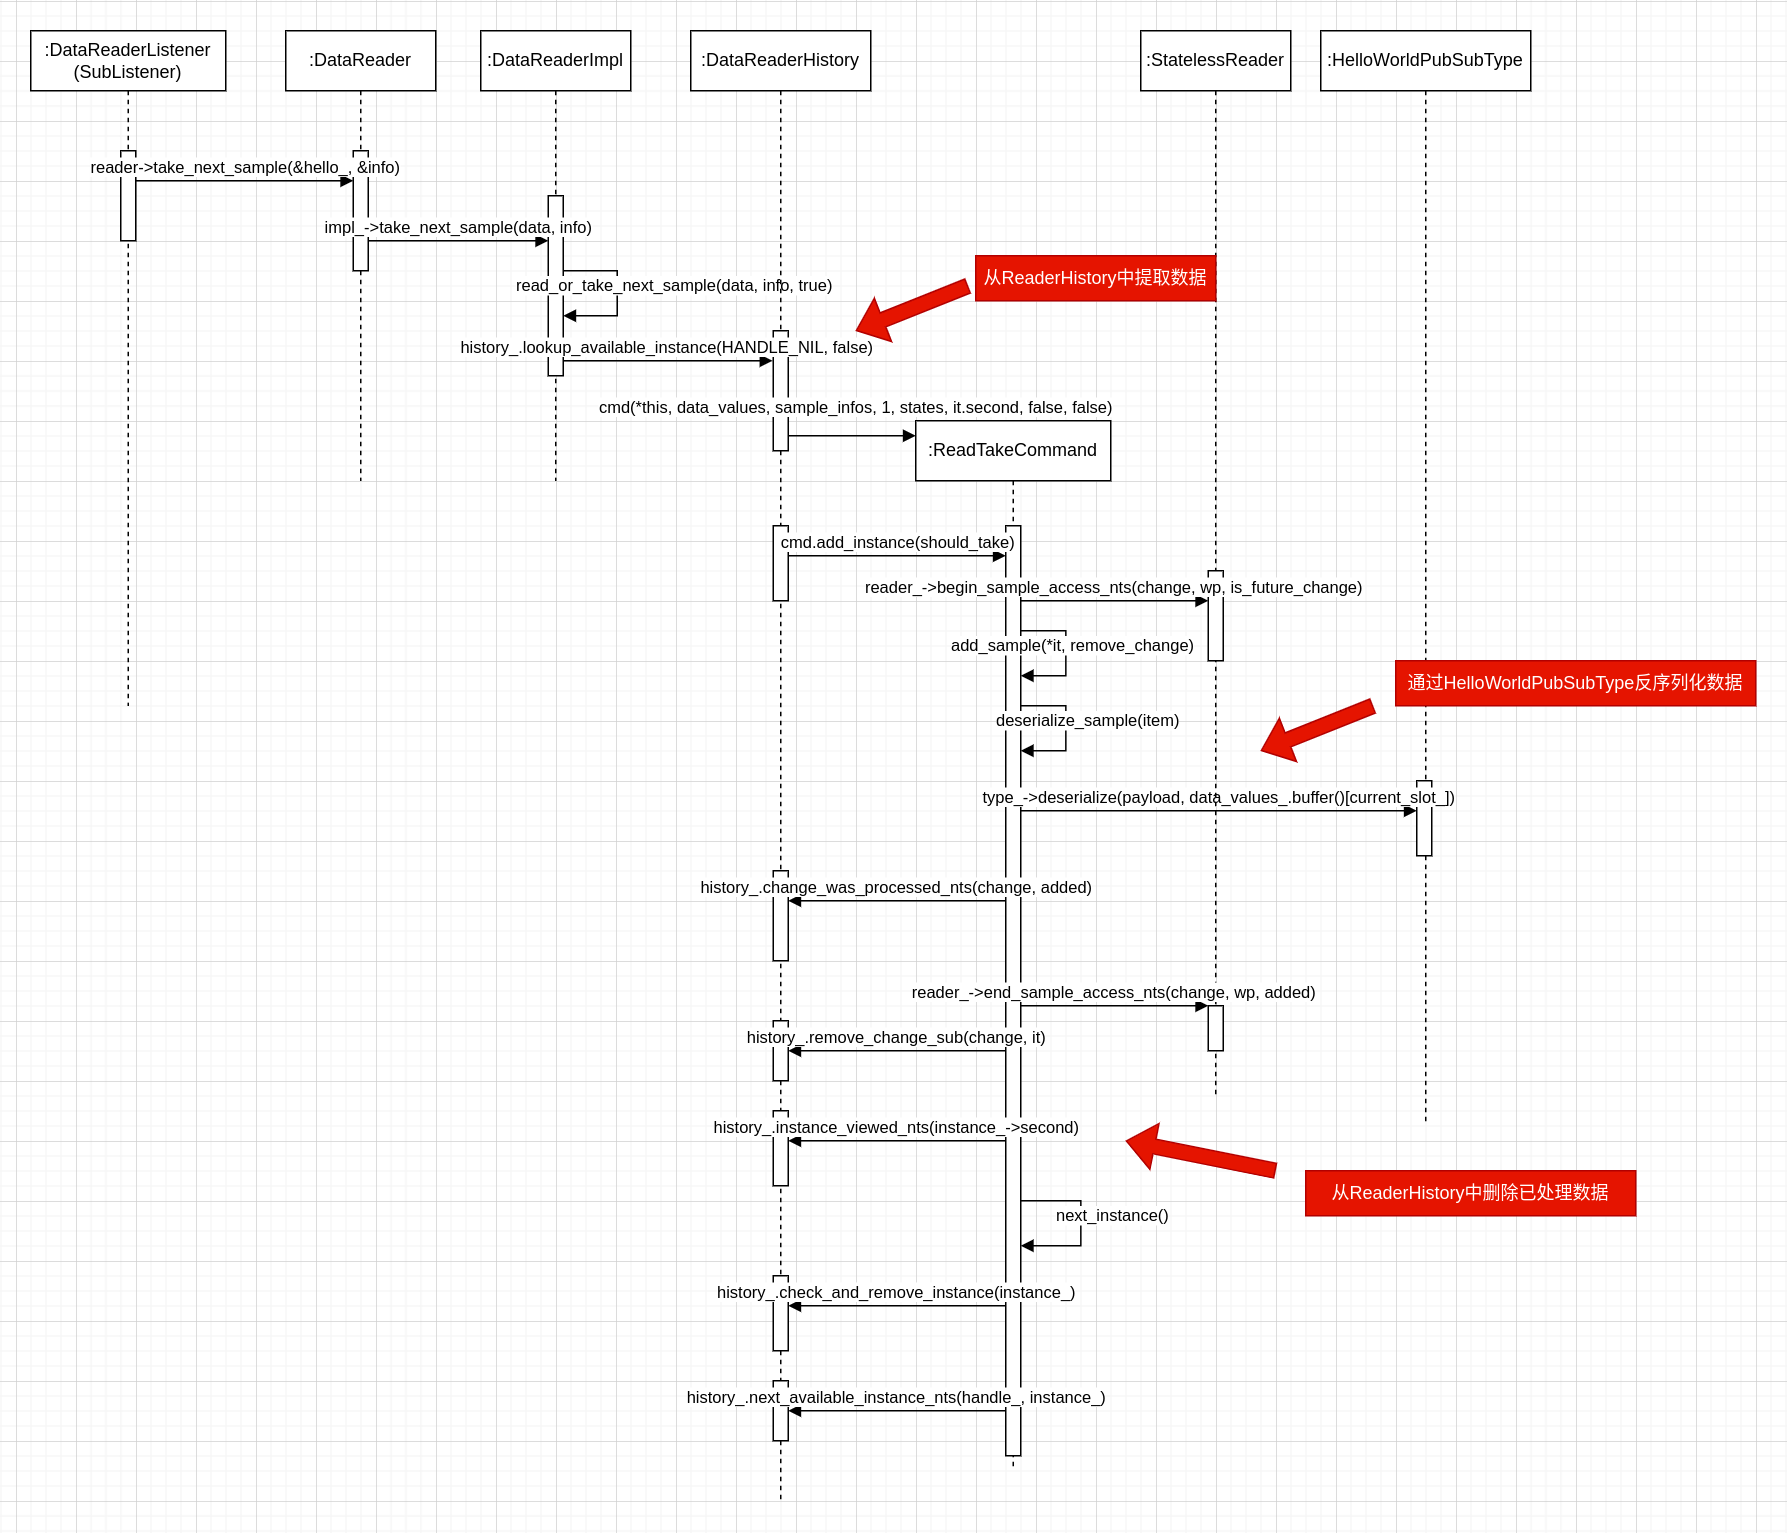 :DataReaderListener
(SubListener)
:DataReader
:DataReaderImpl
:DataReaderHistory
:StatelessReader
:HelloWorldPubSubType
reader->take_next_sample(&hello_, &info)
impl_->take_next_sample(data, info)
从ReaderHistory中提取数据
read_or_take_next_sample(data, info, true)
history_.lookup_available_instance(HANDLE_NIL, false)
cmd(*this, data_values, sample_infos, 1, states, it.second, false, false)
:ReadTakeCommand
cmd.add_instance(should_take)
reader_->begin_sample_access_nts(change, wp, is_future_change)
add_sample(*it, remove_change)
通过HelloWorldPubSubType反序列化数据
deserialize_sample(item)
type_->deserialize(payload, data_values_.buffer()[current_slot_])
history_.change_was_processed_nts(change, added)
reader_->end_sample_access_nts(change, wp, added)
history_.remove_change_sub(change, it)
history_.instance_viewed_nts(instance_->second)
从ReaderHistory中删除已处理数据
next_instance()
history_.check_and_remove_instance(instance_)
history_.next_available_instance_nts(handle_, instance_)